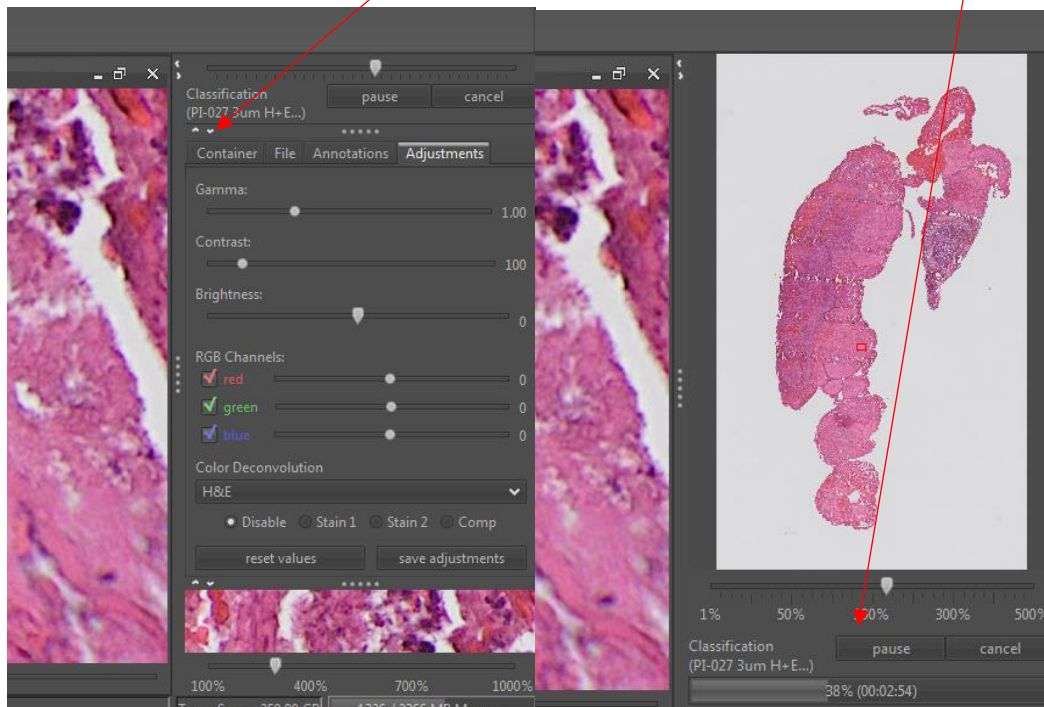 Classification
(PI-027 3um H+E...)
pause
cancel
Container File Annotations Adjustments
Gamma:
1.00
Contrast:
100
Brightness:
0
RGB Channels:
red 0
green 0
blue 0
Color Deconvolution
H&E
Disable Stain 1 Stain 2 Comp
reset values save adjustments
100% 400% 700% 1000%
1% 50% 300% 500%
Classification
(PI-027 3um H+E...)
pause
cancel
38% (00:02:54)